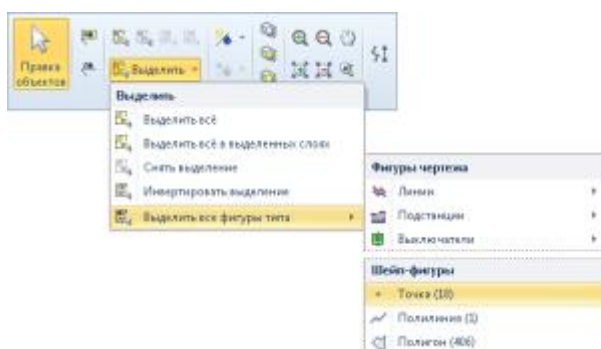 Правка
объектов
Выделить
Выделить
Выделить всё
Выделить всё в выделенных слоях
Снять выделение
Инвертировать выделение
Выделить все фигуры типа
Фигуры чертежа
Линии
Подстанции
Выключатели
Шейп-фигуры
Точка (10)
Полилиния (1)
Полигон (406)